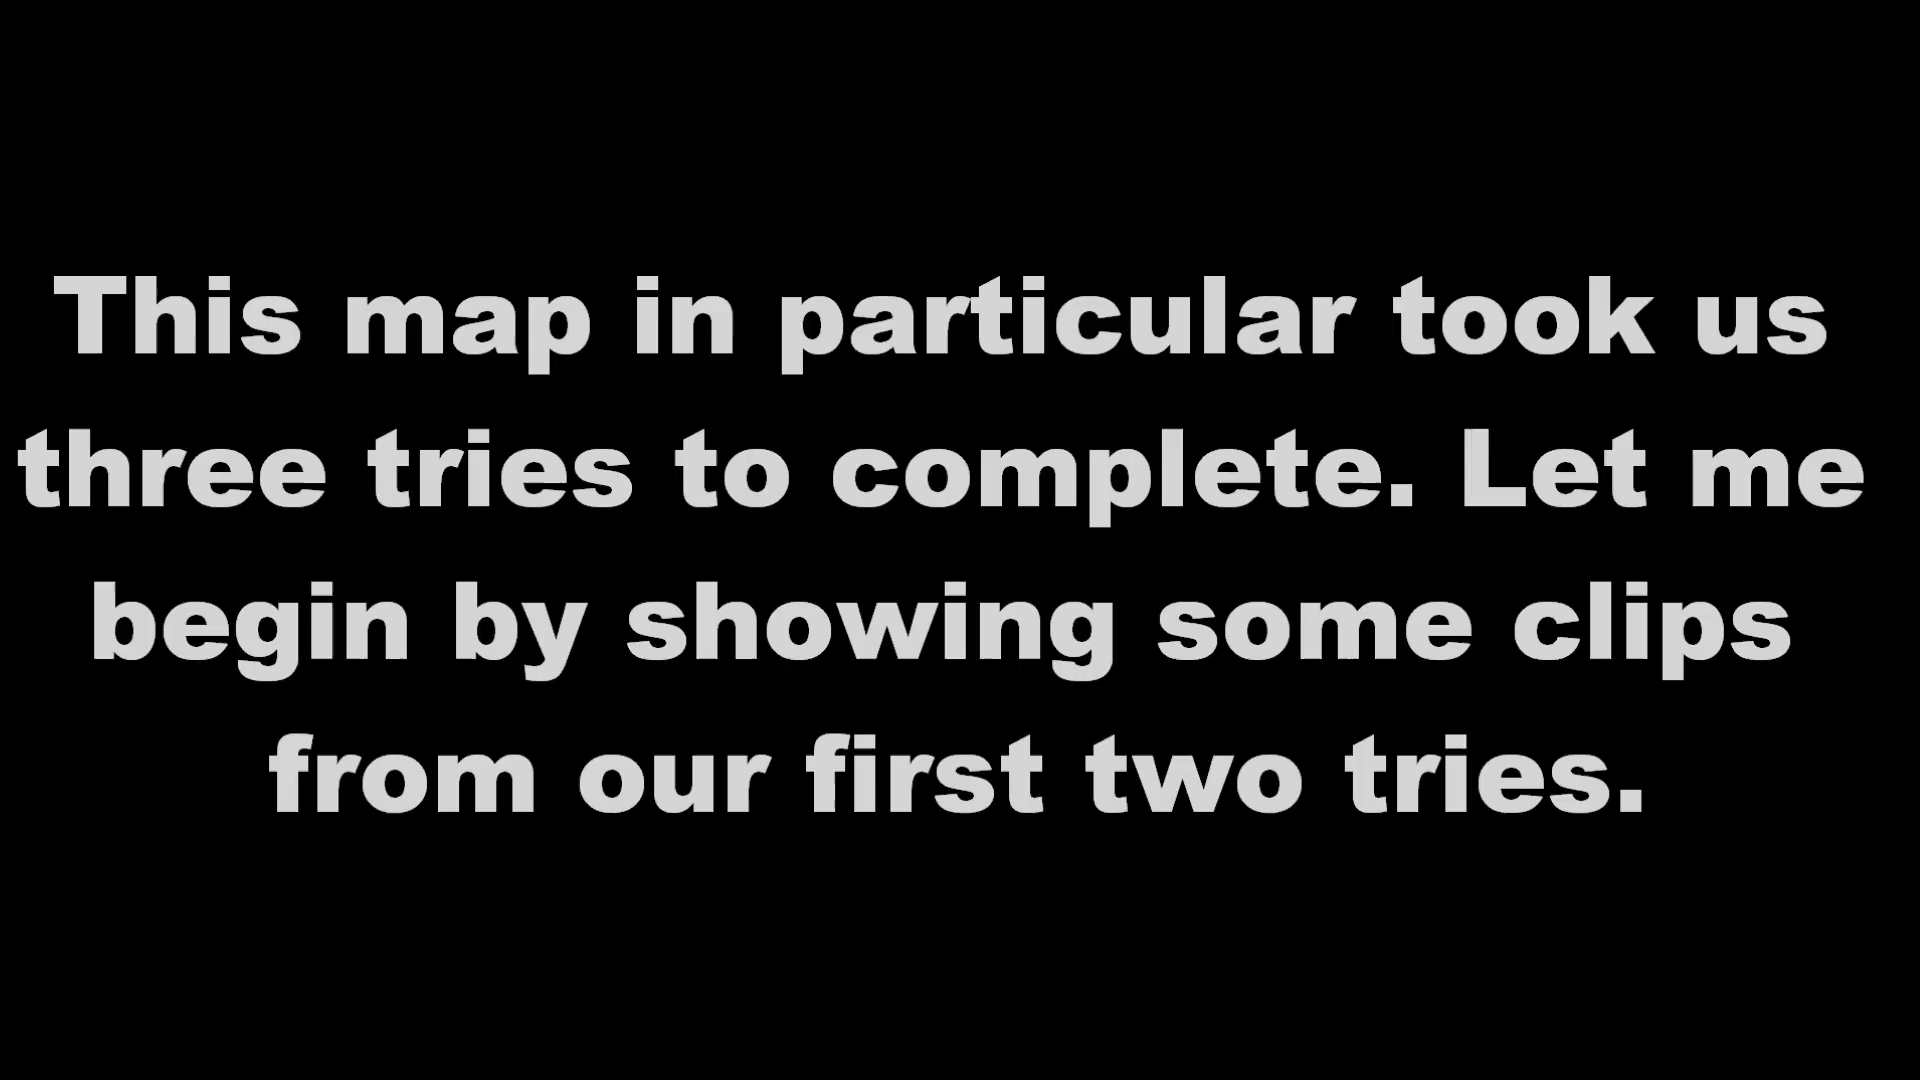 This map in particular took us
three tries to complete. Let me
begin by showing some clips
from our first two tries.